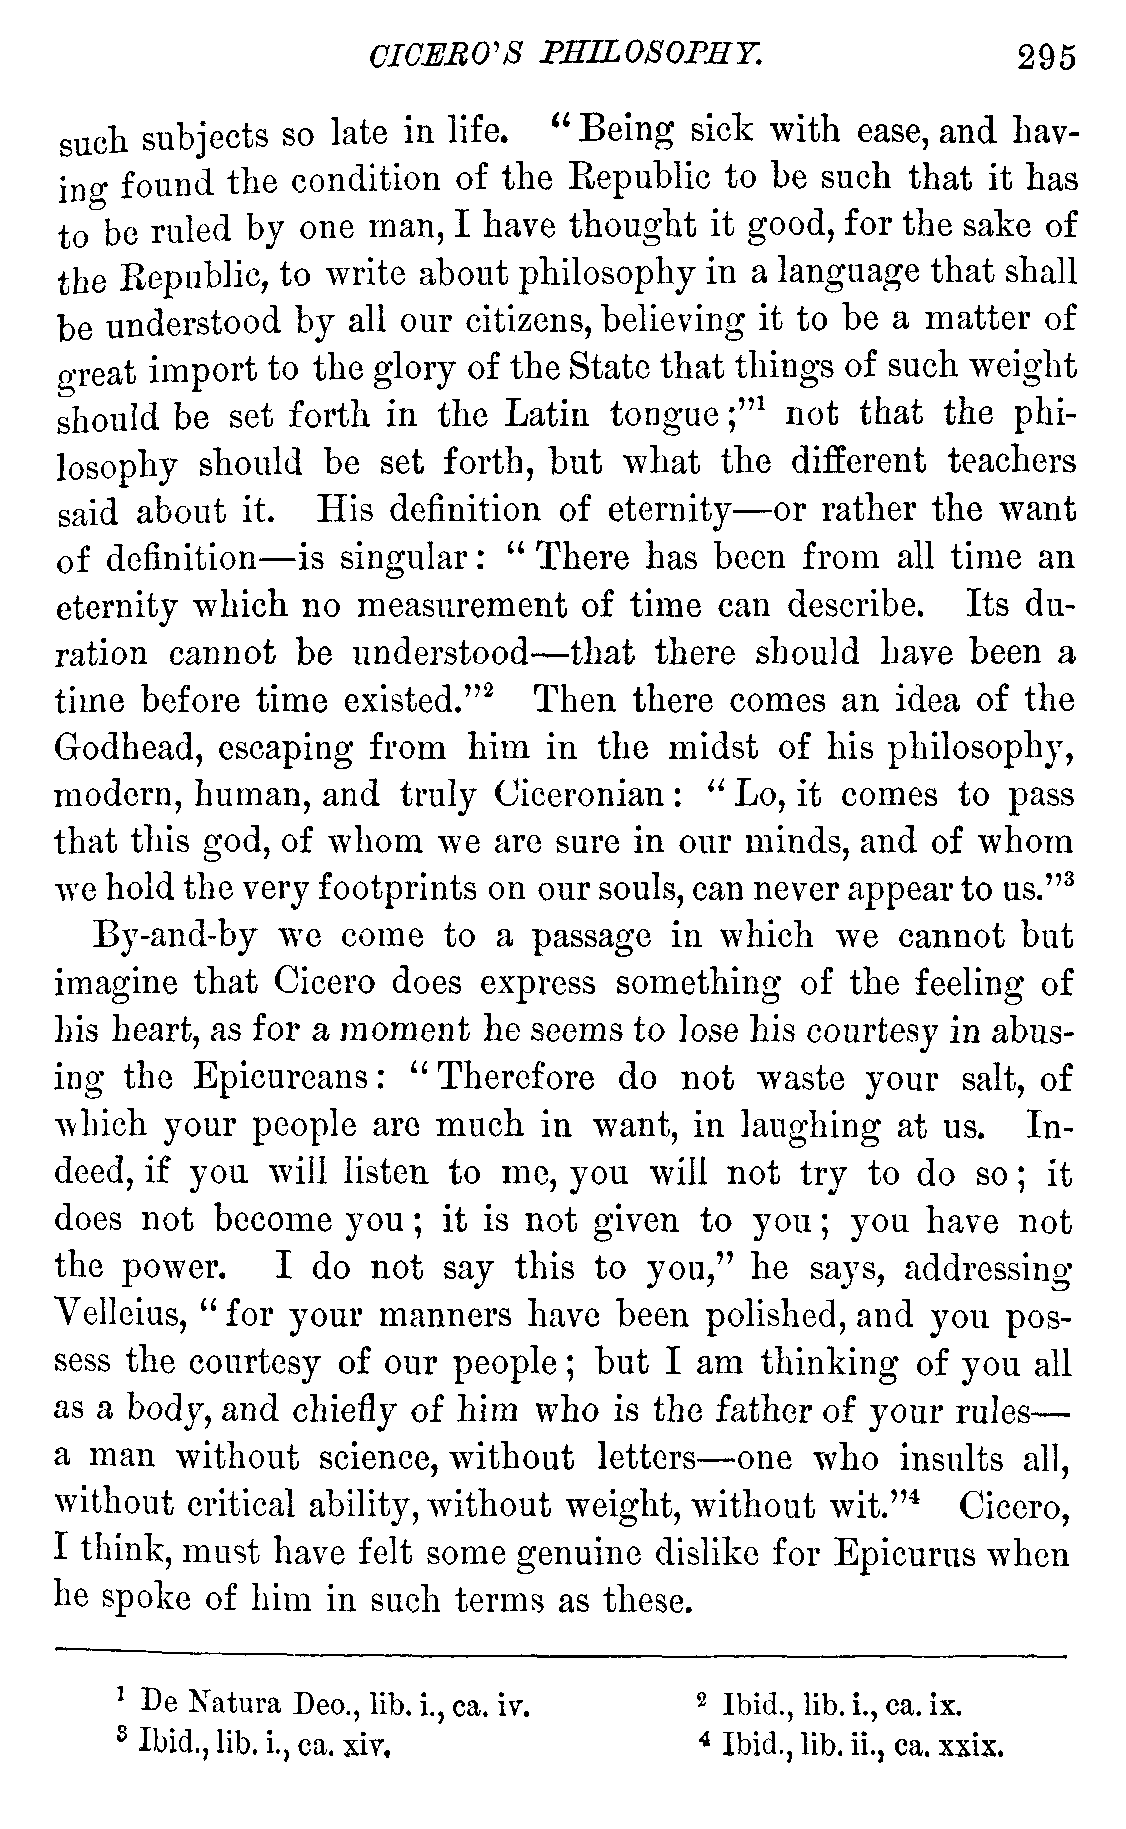 CICERO'S PHILOSOPHY. 295
such subjects so late in life. "Being sick with ease, and hav-
ing found the condition of the Republic to be such that it has
to be ruled by one man, I have thought it good, for the sake of
the Republic, to write about philosophy in a language that shall
be understood by all our citizens, believing it to be a matter of
great import to the glory of the State that things of such weight
should be set forth in the Latin tongue;"¹ not that the phi-
losophy should be set forth, but what the different teachers
said about it. His definition of eternity—or rather the want
of definition—is singular: "There has been from all time an
eternity which no measurement of time can describe. Its du-
ration cannot be understood—that there should have been a
time before time existed."² Then there comes an idea of the
Godhead, escaping from him in the midst of his philosophy,
modern, human, and truly Ciceronian: "Lo, it comes to pass
that this god, of whom we are sure in our minds, and of whom
we hold the very footprints on our souls, can never appear to us."³
By-and-by we come to a passage in which we cannot but
imagine that Cicero does express something of the feeling of
his heart, as for a moment he seems to lose his courtesy in abus-
ing the Epicureans: "Therefore do not waste your salt, of
which your people are much in want, in laughing at us. In-
deed, if you will listen to me, you will not try to do so; it
does not become you; it is not given to you; you have not
the power. I do not say this to you," he says, addressing
Velleius, "for your manners have been polished, and you pos-
sess the courtesy of our people; but I am thinking of you all
as a body, and chiefly of him who is the father of your rules—
a man without science, without letters—one who insults all,
without critical ability, without weight, without wit."⁴ Cicero,
I think, must have felt some genuine dislike for Epicurus when
he spoke of him in such terms as these.
¹ De Natura Deo., lib. i., ca. iv. ² Ibid., lib. i., ca. ix.
³ Ibid., lib. i., ca. xiv. ⁴ Ibid., lib. ii., ca. xxix.